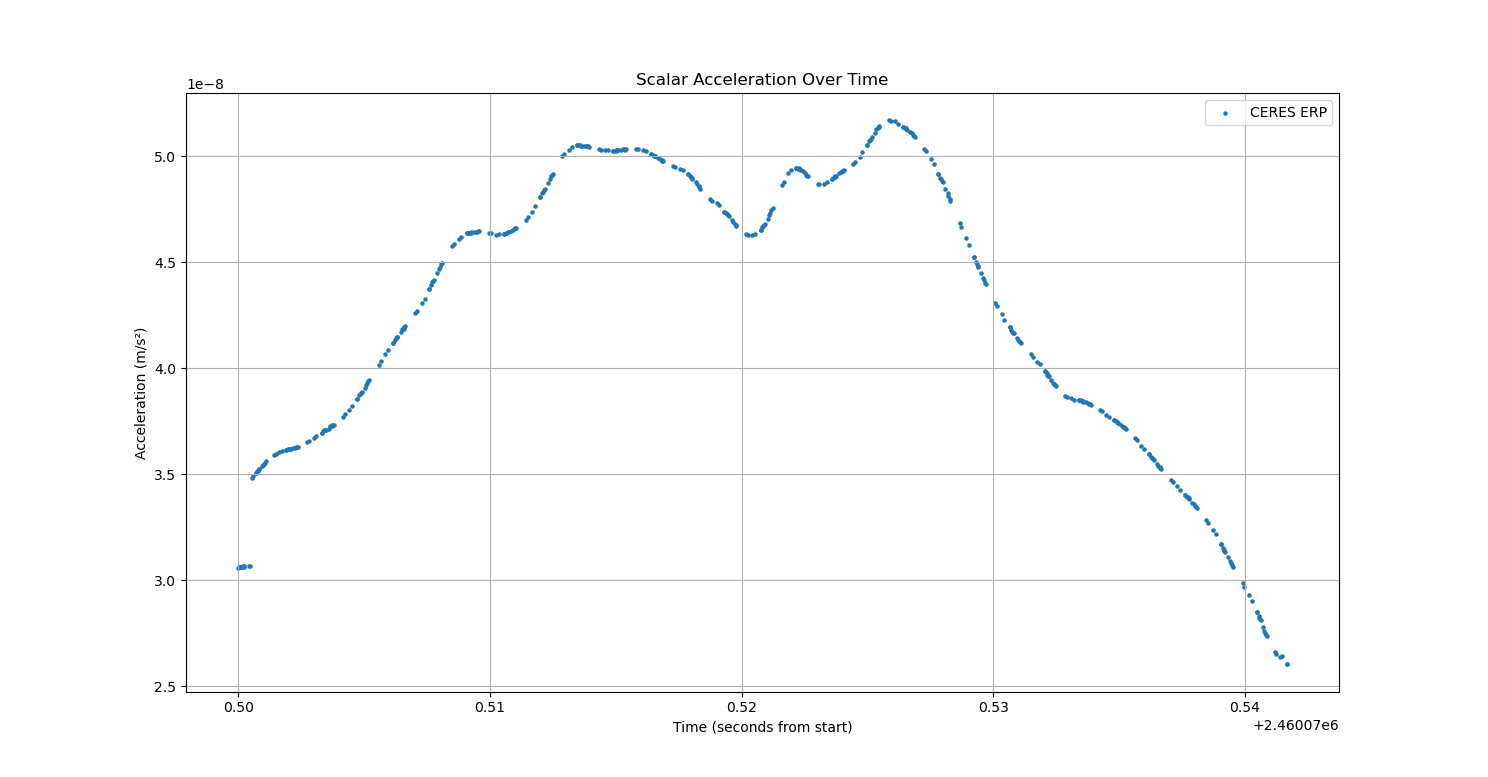 Scalar Acceleration Over Time
1e−8
CERES ERP
5.0
4.5
4.0
3.5
3.0
2.5
Acceleration (m/s²)
0.50 0.51 0.52 0.53 0.54
Time (seconds from start)
+2.46007e6